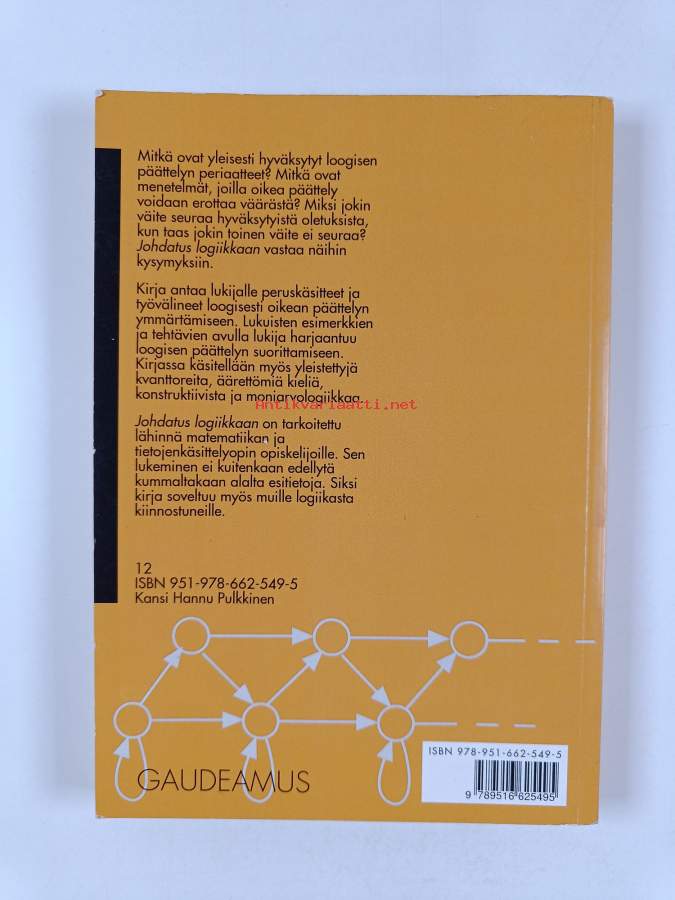 Mitkä ovat yleisesti hyväksytyt loogisen
päättelyn periaatteet? Mitkä ovat
menetelmät, joilla oikea päättely
voidaan erottaa väärästä? Miksi jokin
väite seuraa hyväksytyistä oletuksista,
kun taas jokin toinen väite ei seuraa?
Johdatus logiikkaan vastaa näihin
kysymyksiin.
Kirja antaa lukijalle peruskäsitteet ja
työvälineet loogisesti oikean päättelyn
ymmärtämiseen. Lukuisten esimerkkien
ja tehtävien avulla lukija harjaantuu
loogisen päättelyn suorittamiseen.
Kirjassa käsitellään myös yleistettyjä
kvanttoreita, äärettömiä kieliä,
konstruktiivista ja moniarvologiikkaa.
Antikvariaatti.net
Johdatus logiikkaan on tarkoitettu
lähinnä matematiikan ja
tietojenkäsittelyopin opiskelijoille. Sen
lukeminen ei kuitenkaan edellytä
kummaltakaan alalta esitietoja. Siksi
kirja soveltuu myös muille logiikasta
kiinnostuneille.
12
ISBN 951-978-662-549-5
Kansi Hannu Pulkkinen
GAUDEAMUS
ISBN 978-951-662-549-5
9 789516 625495